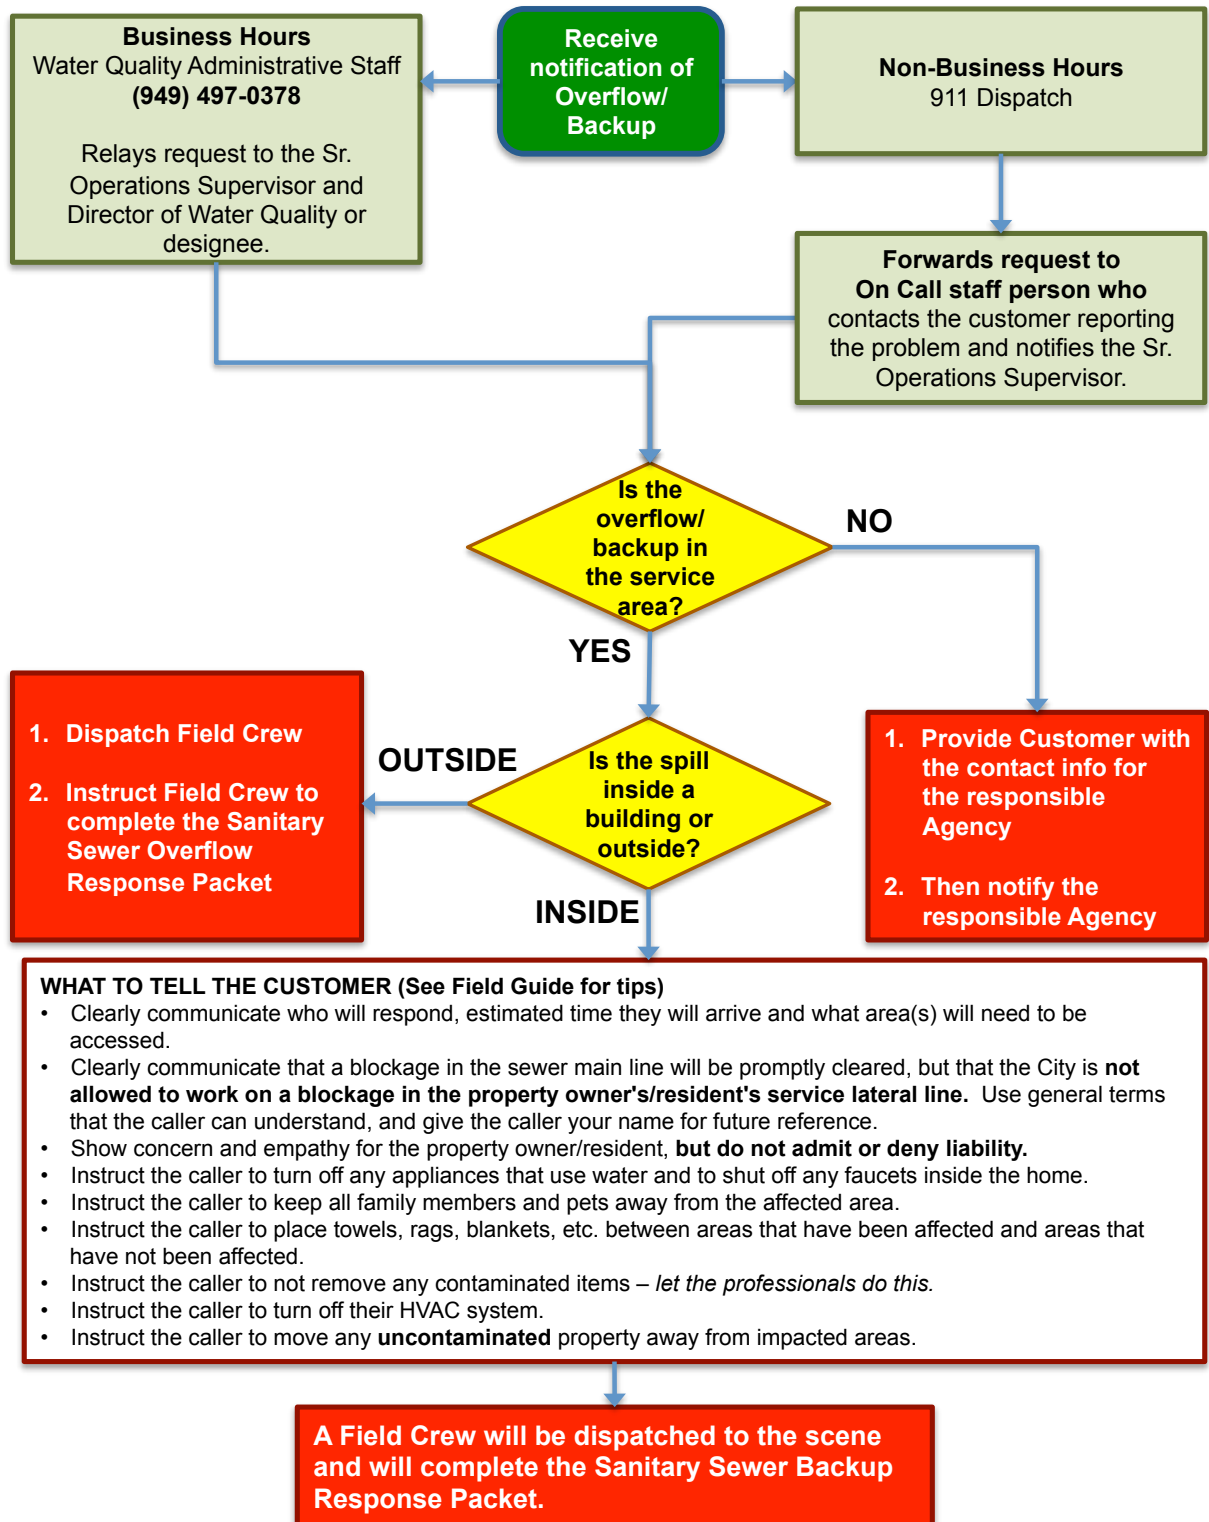 Business Hours
Water Quality Administrative Staff
(949) 497-0378
Relays request to the Sr.
Operations Supervisor and
Director of Water Quality or
designee.
Receive
notification of
Overflow/
Backup
Non-Business Hours
911 Dispatch
Forwards request to
On Call staff person who
contacts the customer reporting
the problem and notifies the Sr.
Operations Supervisor.
Is the
overflow/
backup in
the service
area?
NO
YES
1. Dispatch Field Crew
2. Instruct Field Crew to
complete the Sanitary
Sewer Overflow
Response Packet
OUTSIDE
Is the spill
inside a
building or
outside?
1. Provide Customer with
the contact info for
the responsible
Agency
2. Then notify the
responsible Agency
INSIDE
WHAT TO TELL THE CUSTOMER (See Field Guide for tips)
• Clearly communicate who will respond, estimated time they will arrive and what area(s) will need to be
accessed.
• Clearly communicate that a blockage in the sewer main line will be promptly cleared, but that the City is not
allowed to work on a blockage in the property owner's/resident's service lateral line. Use general terms
that the caller can understand, and give the caller your name for future reference.
• Show concern and empathy for the property owner/resident, but do not admit or deny liability.
• Instruct the caller to turn off any appliances that use water and to shut off any faucets inside the home.
• Instruct the caller to keep all family members and pets away from the affected area.
• Instruct the caller to place towels, rags, blankets, etc. between areas that have been affected and areas that
have not been affected.
• Instruct the caller to not remove any contaminated items – let the professionals do this.
• Instruct the caller to turn off their HVAC system.
• Instruct the caller to move any uncontaminated property away from impacted areas.
A Field Crew will be dispatched to the scene
and will complete the Sanitary Sewer Backup
Response Packet.